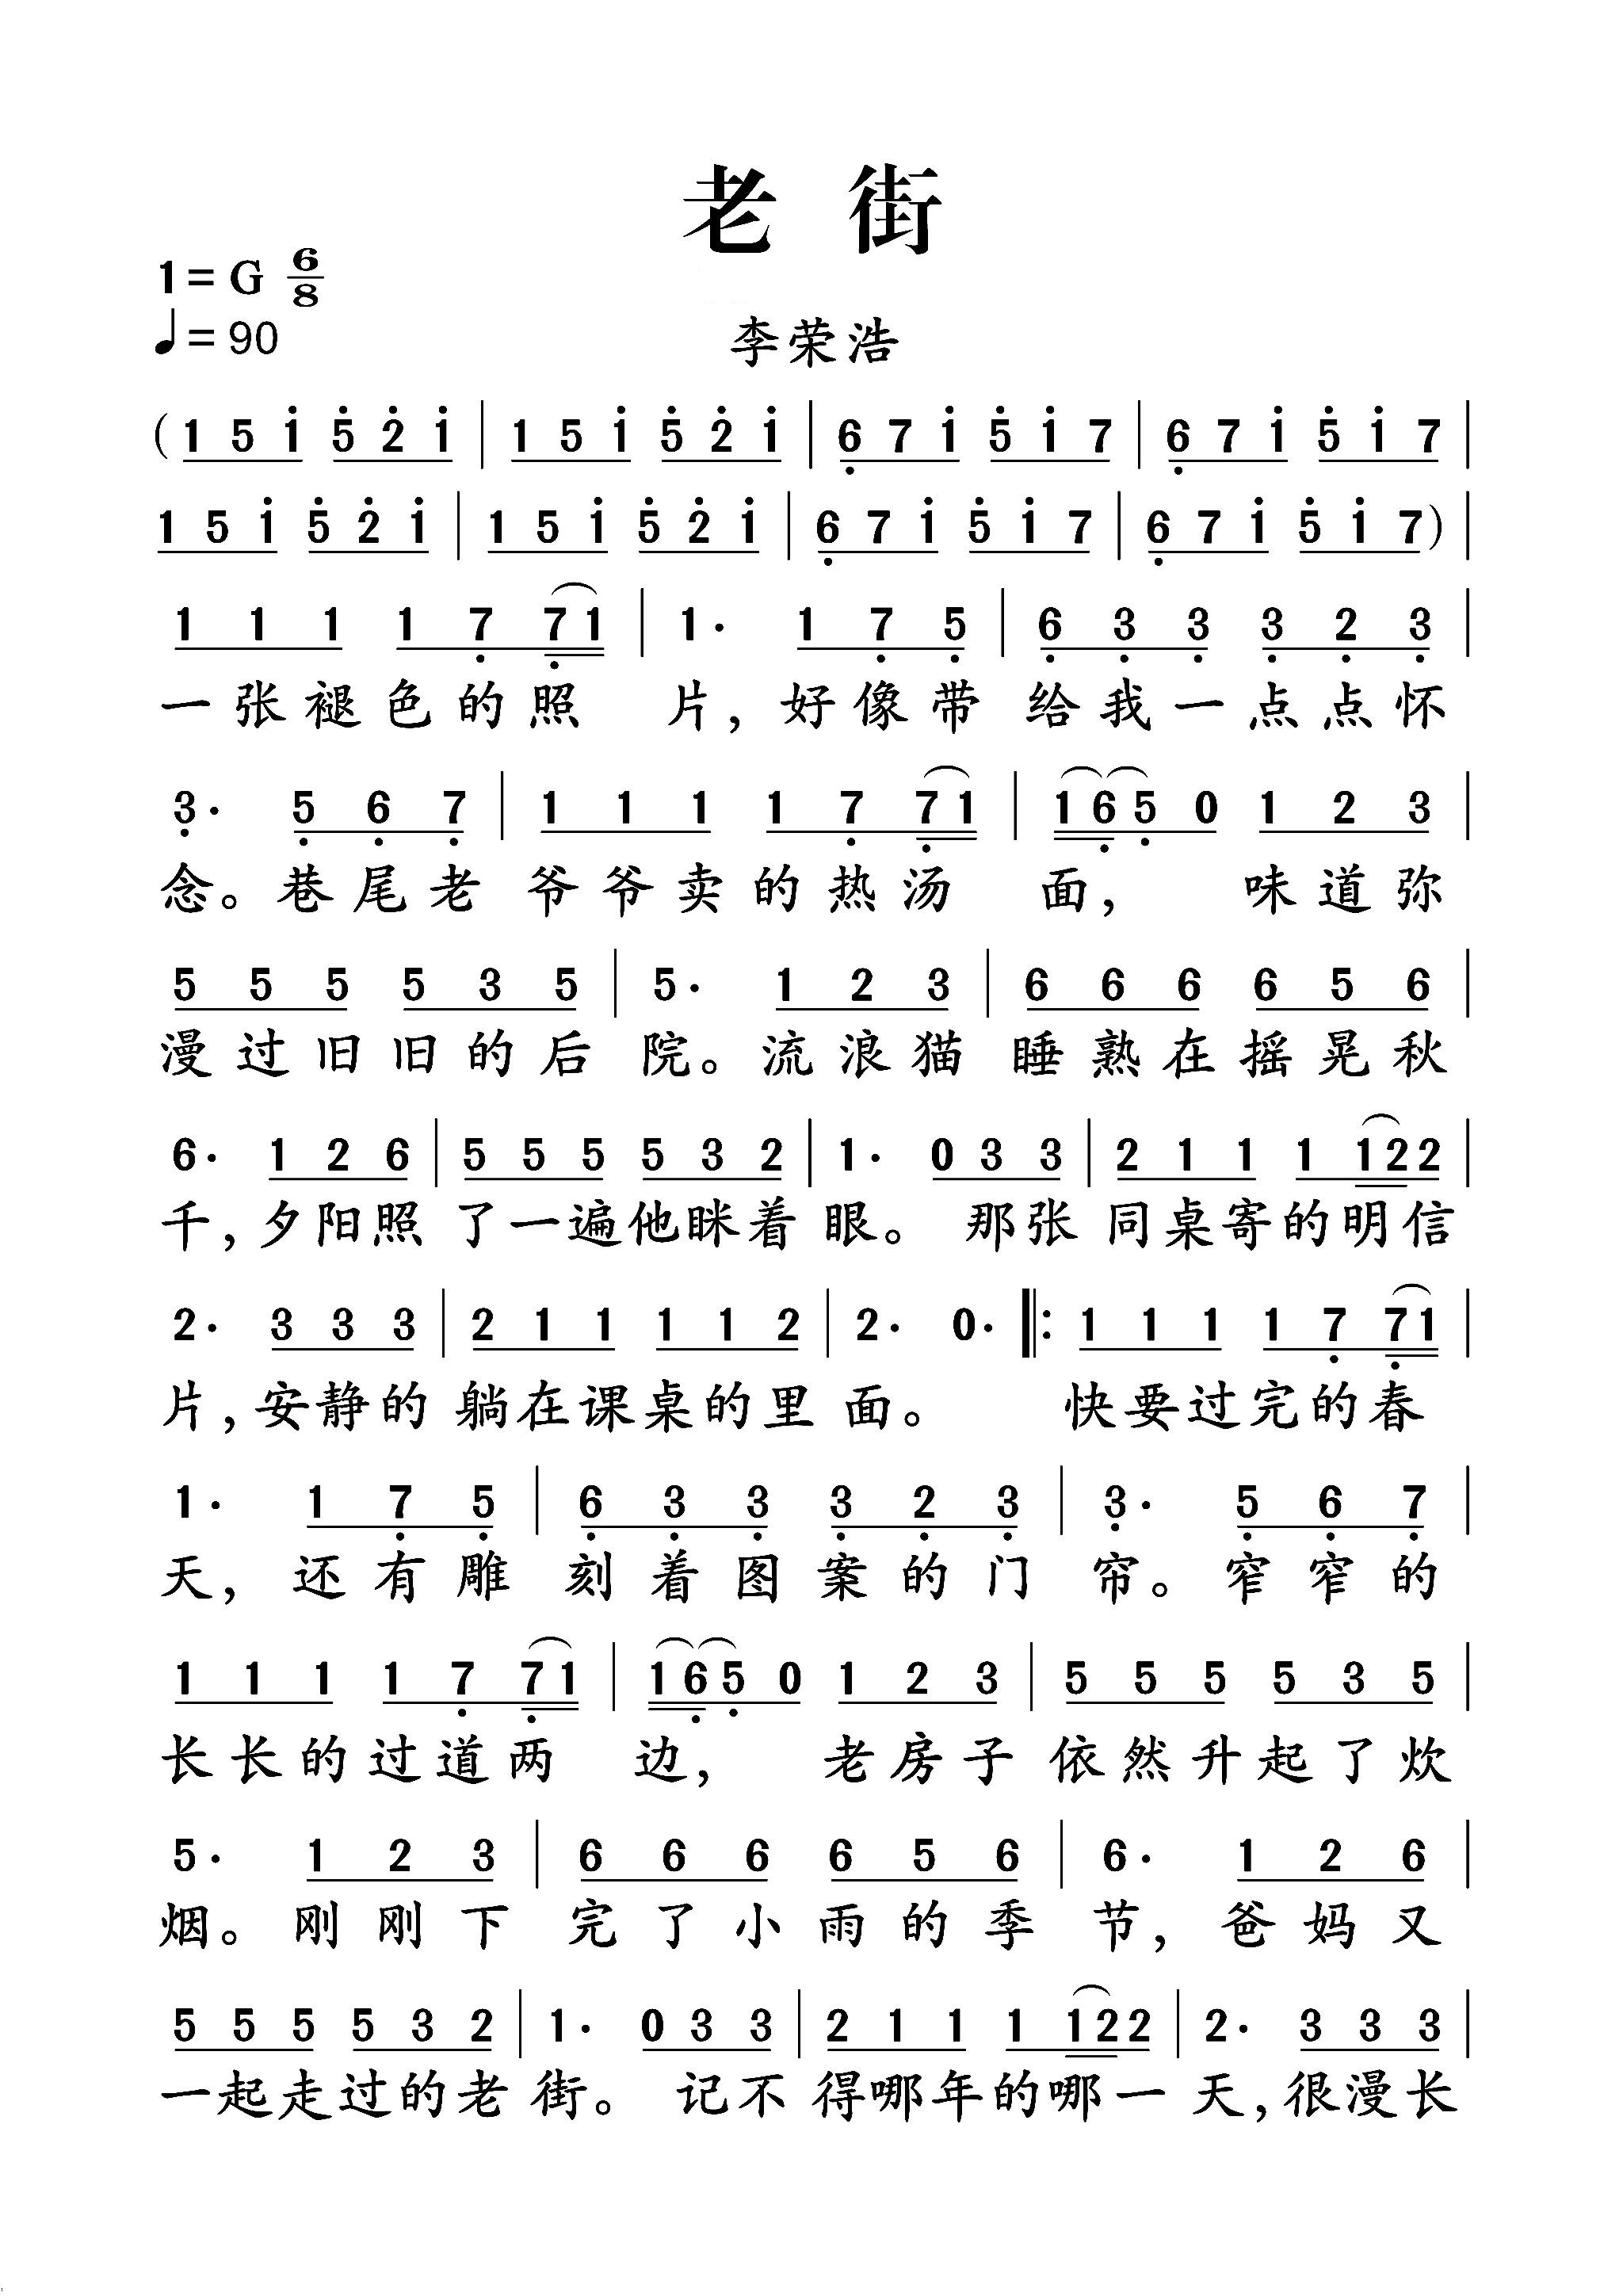 老 街
1 = G 6/8
♩ = 90
李荣浩
( 1 5 i̇ 5̇ 2̇ i̇ | 1 5 i̇ 5̇ 2̇ i̇ | 6̣ 7 i̇ 5̇ i̇ 7 | 6̣ 7 i̇ 5̇ i̇ 7 |
1 5 i̇ 5̇ 2̇ i̇ | 1 5 i̇ 5̇ 2̇ i̇ | 6̣ 7 i̇ 5̇ i̇ 7 | 6̣ 7 i̇ 5̇ i̇ 7 ) |
1 1 1 1 7̣ 7̣ 1 | 1· 1 7̣ 5̣ | 6̣ 3̣ 3̣ 3̣ 2̣ 3̣ |
一张褪色的照 片,好像带 给我一点点怀
3̣· 5̣ 6̣ 7̣ | 1 1 1 1 7̣ 7̣ 1 | 1 6̣ 5̣ 0 1 2 3 |
念。巷尾老 爷爷卖的热汤 面, 味道弥
5 5 5 5 3 5 | 5· 1 2 3 | 6 6 6 6 5 6 |
漫过旧旧的后 院。流浪猫 睡熟在摇晃秋
6· 1 2 6 | 5 5 5 5 3 2 | 1· 0 3 3 | 2 1 1 1 1 2 2 |
千,夕阳照 了一遍他眯着 眼。 那张 同桌寄的明信
2· 3 3 3 | 2 1 1 1 1 2 | 2· 0· |: 1 1 1 1 7̣ 7̣ 1 |
片,安静的 躺在课桌的里 面。 快要过完的春
1· 1 7̣ 5̣ | 6̣ 3̣ 3̣ 3̣ 2̣ 3̣ | 3̣· 5̣ 6̣ 7̣ |
天,还有雕 刻着图案的门 帘。窄窄的
1 1 1 1 7̣ 7̣ 1 | 1 6̣ 5̣ 0 1 2 3 | 5 5 5 5 3 5 |
长长的过道两 边, 老房子 依然升起了炊
5· 1 2 3 | 6 6 6 6 5 6 | 6· 1 2 6 |
烟。刚刚下 完了小雨的季 节,爸妈又
5 5 5 5 3 2 | 1· 0 3 3 | 2 1 1 1 1 2 2 | 2· 3 3 3 |
一起走过的老 街。 记不 得哪年的哪一 天,很漫长